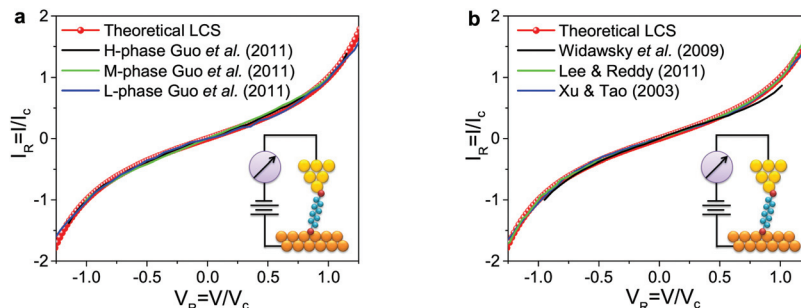 a
Theoretical LCS
H-phase Guo et al. (2011)
M-phase Guo et al. (2011)
L-phase Guo et al. (2011)
I_R=I/I_c
2
1
0
-1
-2
-1.0 -0.5 0.0 0.5 1.0
V_R=V/V_c
b
Theoretical LCS
Widawsky et al. (2009)
Lee & Reddy (2011)
Xu & Tao (2003)
I_R=I/I_c
2
1
0
-1
-2
-1.0 -0.5 0.0 0.5 1.0
V_R=V/V_c